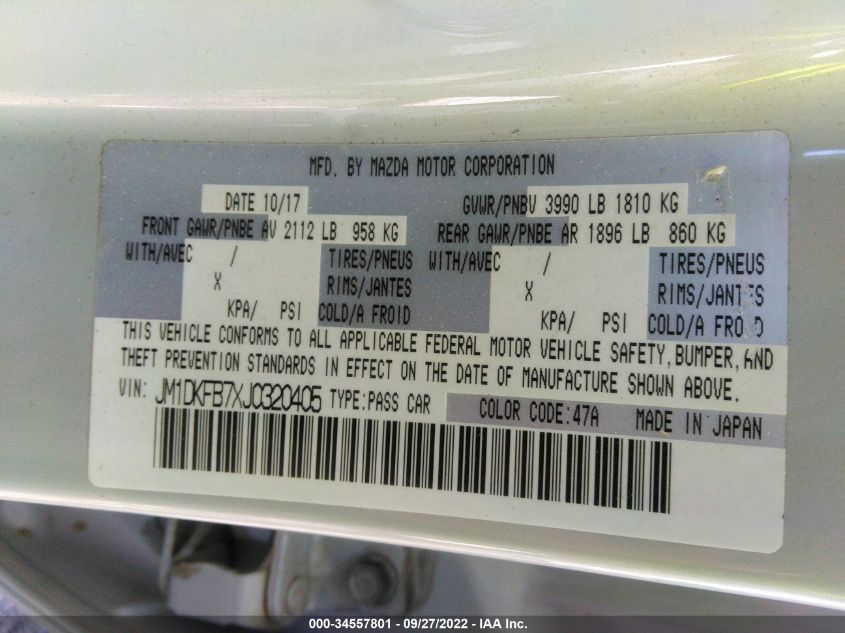 MFD. BY MAZDA MOTOR CORPORATION
DATE 10/17 GVWR/PNBV 3990 LB 1810 KG
FRONT GAWR/PNBE AV 2112 LB 958 KG REAR GAWR/PNBE AR 1896 LB 860 KG
WITH/AVEC / TIRES/PNEUS WITH/AVEC / TIRES/PNEUS
X RIMS/JANTES X RIMS/JANTES
KPA/ PSI COLD/A FROID KPA/ PSI COLD/A FROID
THIS VEHICLE CONFORMS TO ALL APPLICABLE FEDERAL MOTOR VEHICLE SAFETY, BUMPER, AND
THEFT PREVENTION STANDARDS IN EFFECT ON THE DATE OF MANUFACTURE SHOWN ABOVE.
VIN: JM1DKFB7XJ0320405 TYPE:PASS CAR COLOR CODE:47A MADE IN JAPAN
000-34557801 - 09/27/2022 - IAA Inc.